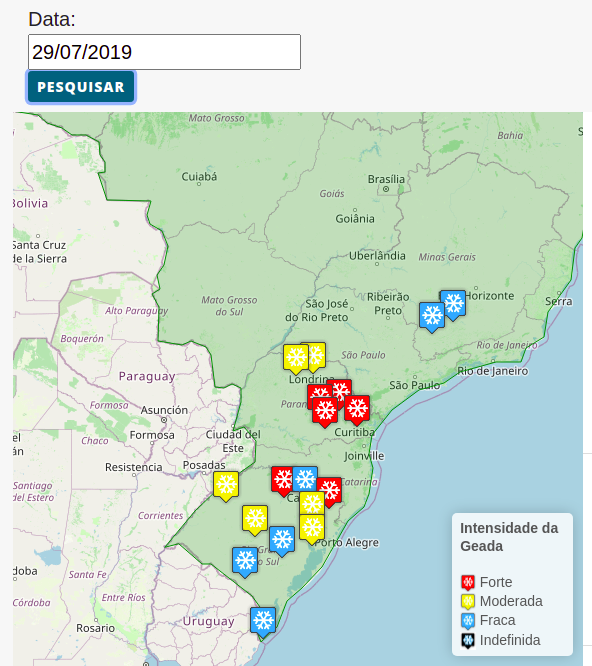 Data:
29/07/2019
PESQUISAR
Mato Grosso
Bahia
S
Cuiabá
Brasília
Goiás
Bolivia
Goiânia
Santa Cruz
de la Sierra
Uberlândia
Minas Gerais
Mato Grosso
do Sul
Ribeirão
Preto
Horizonte
Serra
São José
do Rio Preto
Alto Paraguay
Boquerón
Rio de Janeiro
São Paulo
Rio de Janeiro
Paraguay
Londrina
São Paulo
Formosa
Asunción
Paran
Formosa
Ciudad del
Este
Curitiba
Chaco
Joinville
Resistencia
Posadas
Santiago
del Estero
Catarina
Ca
Corrientes
Porto Alegre
o Sul
Santa Fe
Córdoba
Entre Ríos
Rosario
Uruguay
Intensidade da
Geada
Forte
Moderada
Fraca
Indefinida